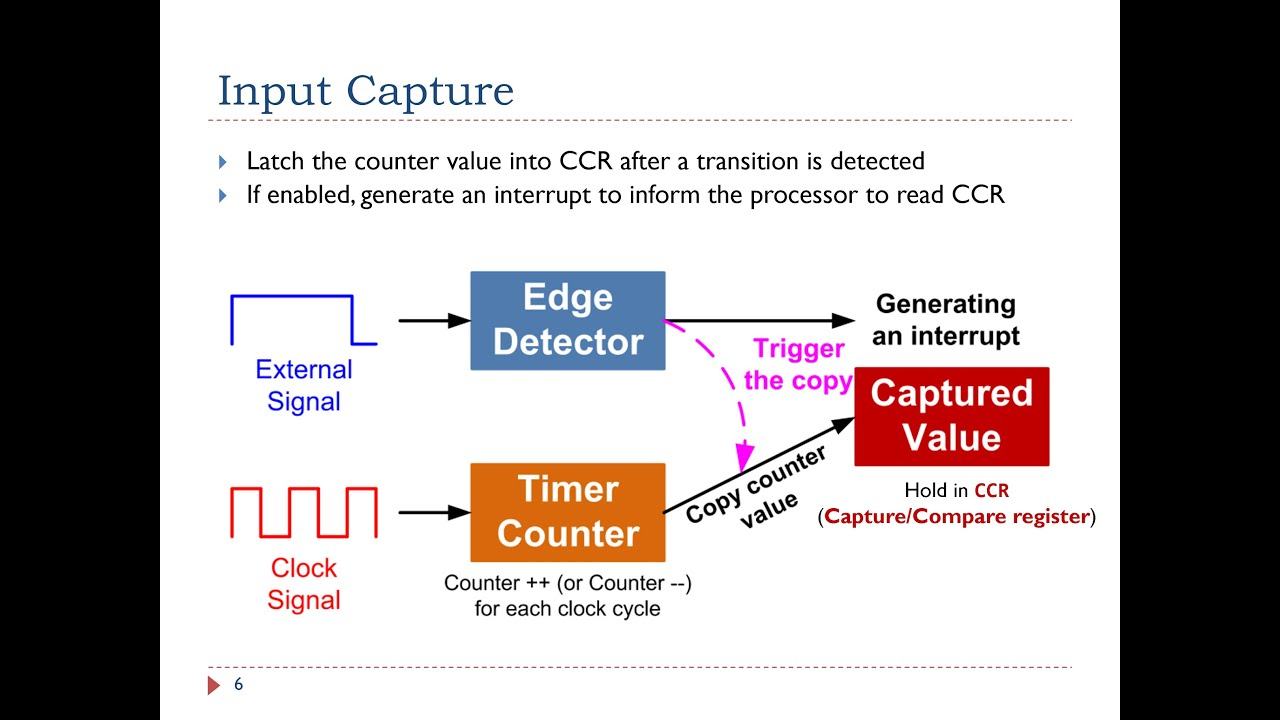 Input Capture
Latch the counter value into CCR after a transition is detected
If enabled, generate an interrupt to inform the processor to read CCR
Edge
Detector
Generating
an interrupt
Trigger
the copy
External
Signal
Captured
Value
Timer
Counter
Copy counter
value
Hold in CCR
(Capture/Compare register)
Clock
Signal
Counter ++ (or Counter --)
for each clock cycle
6